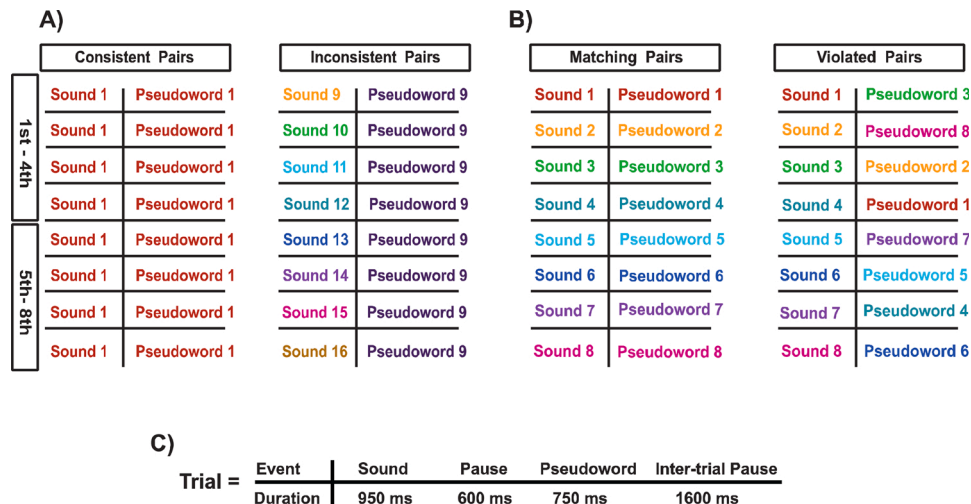 A)
B)
Consistent Pairs
Inconsistent Pairs
Matching Pairs
Violated Pairs
1st - 4th
5th- 8th
Sound 1 Pseudoword 1 Sound 9 Pseudoword 9 Sound 1 Pseudoword 1 Sound 1 Pseudoword 3
Sound 1 Pseudoword 1 Sound 10 Pseudoword 9 Sound 2 Pseudoword 2 Sound 2 Pseudoword 8
Sound 1 Pseudoword 1 Sound 11 Pseudoword 9 Sound 3 Pseudoword 3 Sound 3 Pseudoword 2
Sound 1 Pseudoword 1 Sound 12 Pseudoword 9 Sound 4 Pseudoword 4 Sound 4 Pseudoword 1
Sound 1 Pseudoword 1 Sound 13 Pseudoword 9 Sound 5 Pseudoword 5 Sound 5 Pseudoword 7
Sound 1 Pseudoword 1 Sound 14 Pseudoword 9 Sound 6 Pseudoword 6 Sound 6 Pseudoword 5
Sound 1 Pseudoword 1 Sound 15 Pseudoword 9 Sound 7 Pseudoword 7 Sound 7 Pseudoword 4
Sound 1 Pseudoword 1 Sound 16 Pseudoword 9 Sound 8 Pseudoword 8 Sound 8 Pseudoword 6
C)
Trial =
Event Sound Pause Pseudoword Inter-trial Pause
Duration 950 ms 600 ms 750 ms 1600 ms